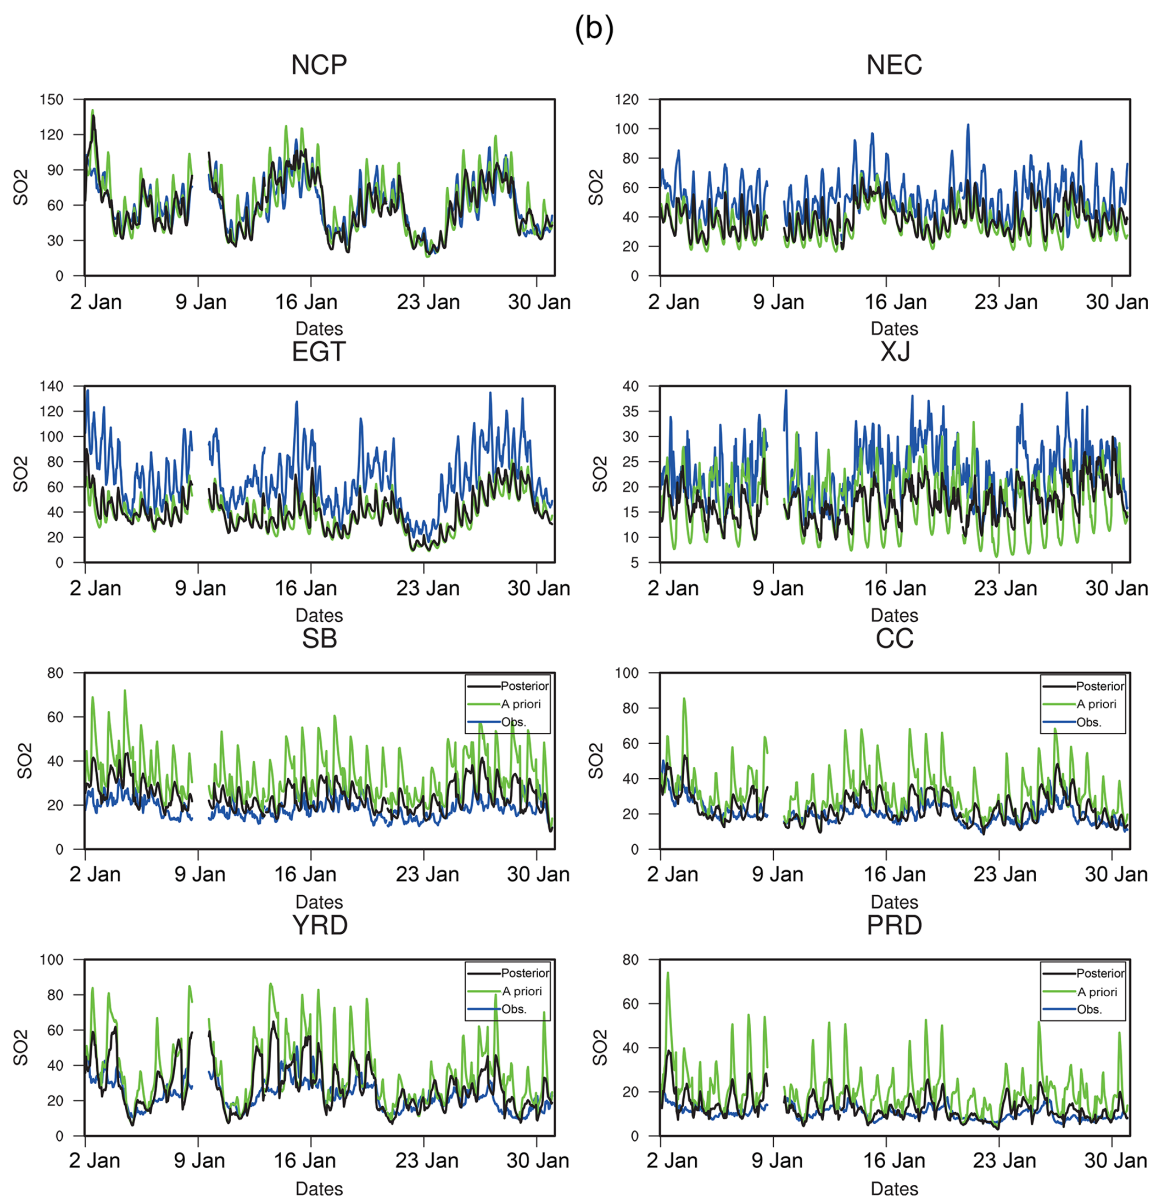 (b)
NCP
SO2
150
120
90
60
30
0
2 Jan 9 Jan 16 Jan 23 Jan 30 Jan
Dates
NEC
SO2
120
100
80
60
40
20
0
2 Jan 9 Jan 16 Jan 23 Jan 30 Jan
Dates
EGT
SO2
140
120
100
80
60
40
20
0
2 Jan 9 Jan 16 Jan 23 Jan 30 Jan
Dates
XJ
SO2
40
35
30
25
20
15
10
5
2 Jan 9 Jan 16 Jan 23 Jan 30 Jan
Dates
SB
SO2
80
60
40
20
0
Posterior
A priori
Obs.
2 Jan 9 Jan 16 Jan 23 Jan 30 Jan
Dates
CC
SO2
100
80
60
40
20
0
Posterior
A priori
Obs.
2 Jan 9 Jan 16 Jan 23 Jan 30 Jan
Dates
YRD
SO2
100
80
60
40
20
0
Posterior
A priori
Obs.
2 Jan 9 Jan 16 Jan 23 Jan 30 Jan
Dates
PRD
SO2
80
60
40
20
0
Posterior
A priori
Obs.
2 Jan 9 Jan 16 Jan 23 Jan 30 Jan
Dates